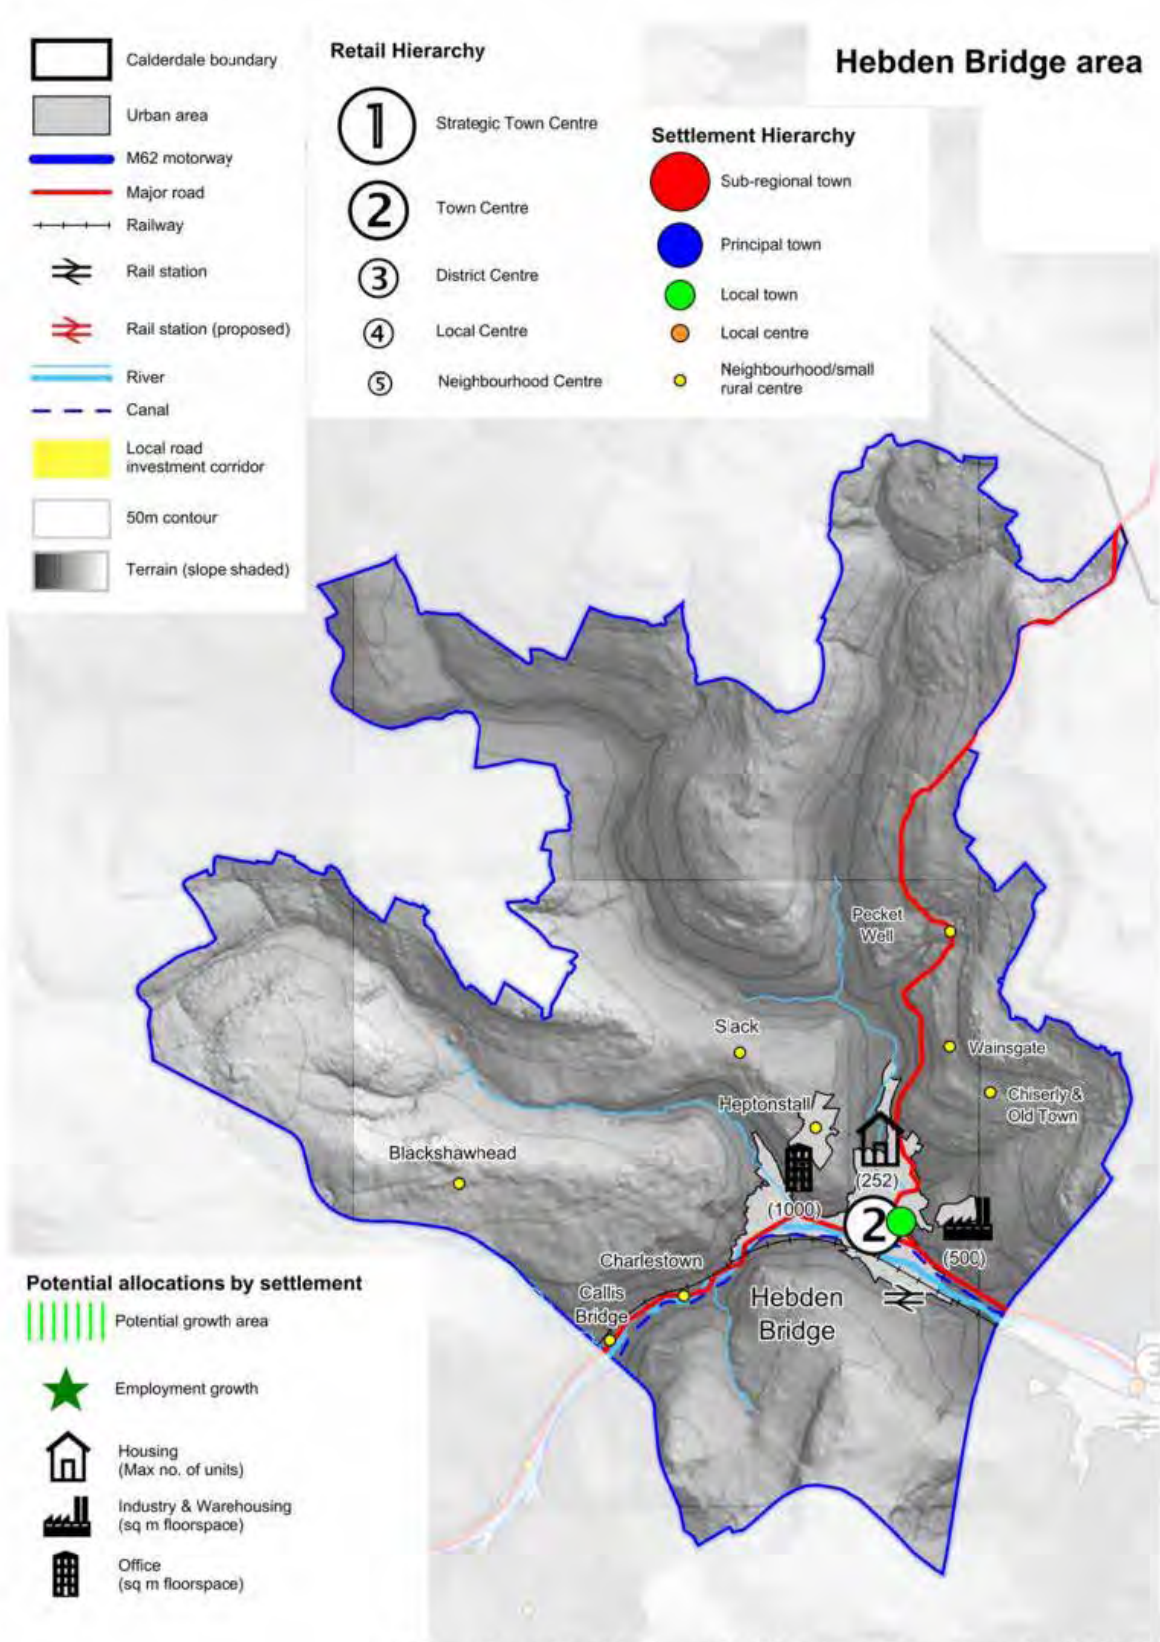 Hebden Bridge area
Calderdale boundary
Urban area
M62 motorway
Major road
Railway
Rail station
Rail station (proposed)
River
Canal
Local road
investment corridor
50m contour
Terrain (slope shaded)
Retail Hierarchy
1
Strategic Town Centre
2
Town Centre
3
District Centre
4
Local Centre
5
Neighbourhood Centre
Settlement Hierarchy
Sub-regional town
Principal town
Local town
Local centre
Neighbourhood/small
rural centre
Pecket
Well
Slack
Wainsgate
Heptonstall
Chiserly &
Old Town
Blackshawhead
(252)
(1000)
2
(500)
Charlestown
Callis
Bridge
Hebden
Bridge
3
Potential allocations by settlement
Potential growth area
Employment growth
Housing
(Max no. of units)
Industry & Warehousing
(sq m floorspace)
Office
(sq m floorspace)